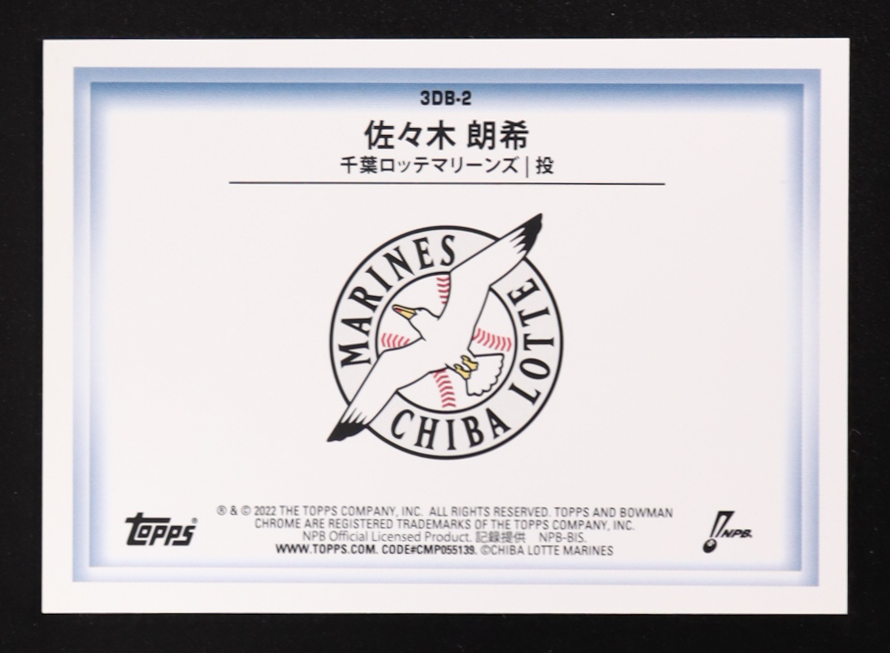 3DB-2
佐々木 朗希
千葉ロッテマリーンズ | 投
MARINES
CHIBA LOTTE
TOPPS®
® & © 2022 THE TOPPS COMPANY, INC. ALL RIGHTS RESERVED. TOPPS AND BOWMAN
CHROME ARE REGISTERED TRADEMARKS OF THE TOPPS COMPANY, INC.
NPB Official Licensed Product. 記録提供 NPB-BIS.
WWW.TOPPS.COM. CODE#CMP055139. ©CHIBA LOTTE MARINES
NPB